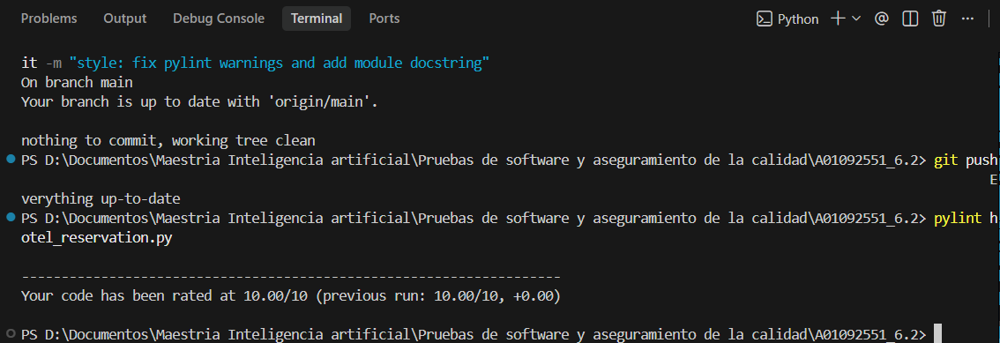 Problems Output Debug Console Terminal Ports Python
it -m "style: fix pylint warnings and add module docstring"
On branch main
Your branch is up to date with 'origin/main'.
nothing to commit, working tree clean
PS D:\Documentos\Maestria Inteligencia artificial\Pruebas de software y aseguramiento de la calidad\A01092551_6.2> git push
E
verything up-to-date
PS D:\Documentos\Maestria Inteligencia artificial\Pruebas de software y aseguramiento de la calidad\A01092551_6.2> pylint h
otel_reservation.py
--------------------------------------------------------------------
Your code has been rated at 10.00/10 (previous run: 10.00/10, +0.00)
PS D:\Documentos\Maestria Inteligencia artificial\Pruebas de software y aseguramiento de la calidad\A01092551_6.2>